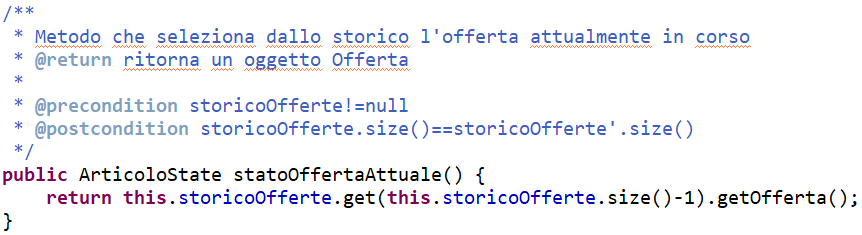 /**
 * Metodo che seleziona dallo storico l'offerta attualmente in corso
 * @return ritorna un oggetto Offerta
 *
 * @precondition storicoOfferte!=null
 * @postcondition storicoOfferte.size()==storicoOfferte'.size()
 */
public ArticoloState statoOffertaAttuale() {
    return this.storicoOfferte.get(this.storicoOfferte.size()-1).getOfferta();
}